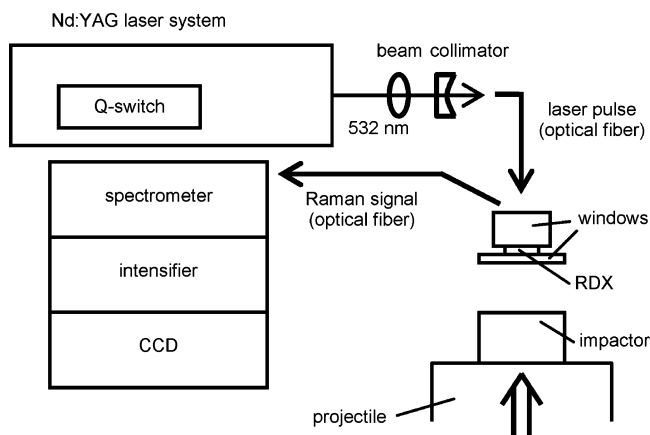 Nd:YAG laser system
beam collimator
Q-switch
532 nm
laser pulse
(optical fiber)
spectrometer
Raman signal
(optical fiber)
windows
intensifier
RDX
CCD
impactor
projectile